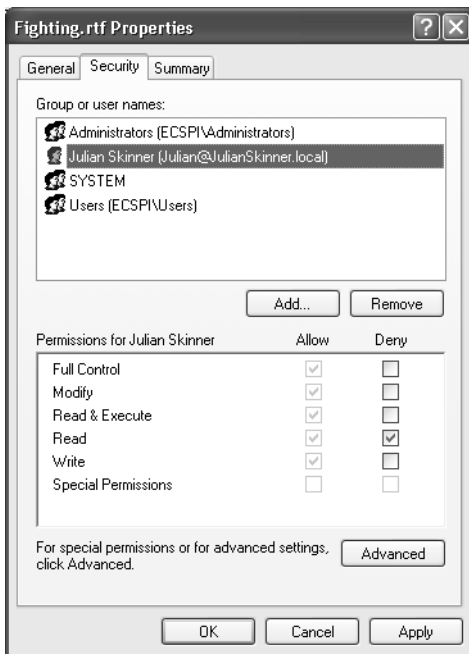 Fighting.rtf Properties
General Security Summary
Group or user names:
Administrators (ECSPI\Administrators)
Julian Skinner (Julian@JulianSkinner.local)
SYSTEM
Users (ECSPI\Users)
Add... Remove
Permissions for Julian Skinner Allow Deny
Full Control
Modify
Read & Execute
Read
Write
Special Permissions
For special permissions or for advanced settings,
click Advanced.
Advanced
OK Cancel Apply